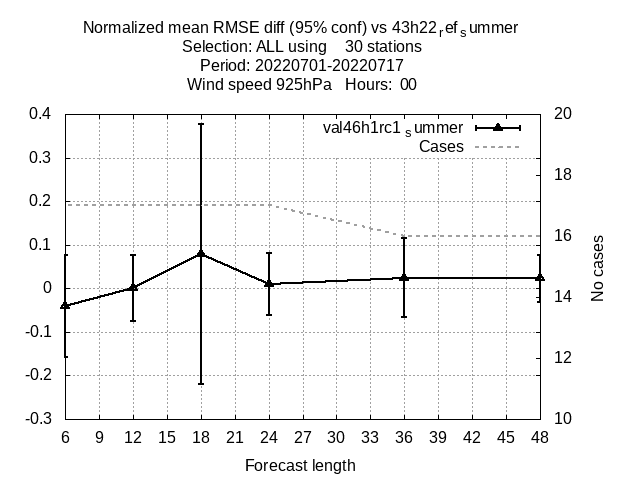 Normalized mean RMSE diff (95% conf) vs 43h22refsummer
Selection: ALL using 30 stations
Period: 20220701-20220717
Wind speed 925hPa Hours: 00
val46h1rc1summer
Cases
0.4
0.3
0.2
0.1
0
-0.1
-0.2
-0.3
20
18
16
14
12
10
No cases
6 9 12 15 18 21 24 27 30 33 36 39 42 45 48
Forecast length